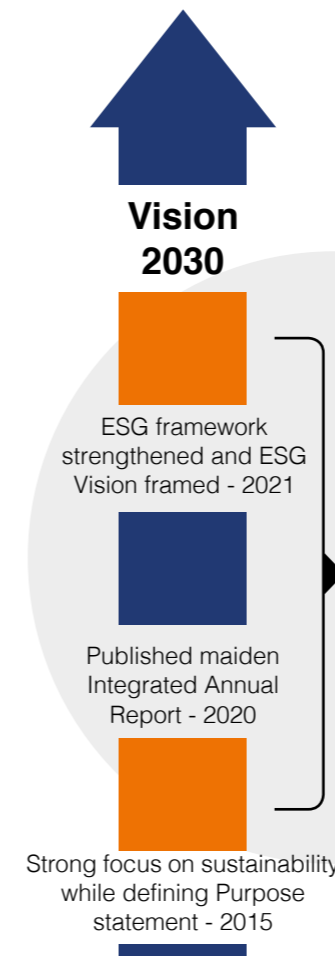 Vision
2030
ESG framework
strengthened and ESG
Vision framed - 2021
Published maiden
Integrated Annual
Report - 2020
Strong focus on sustainability
while defining Purpose
statement - 2015